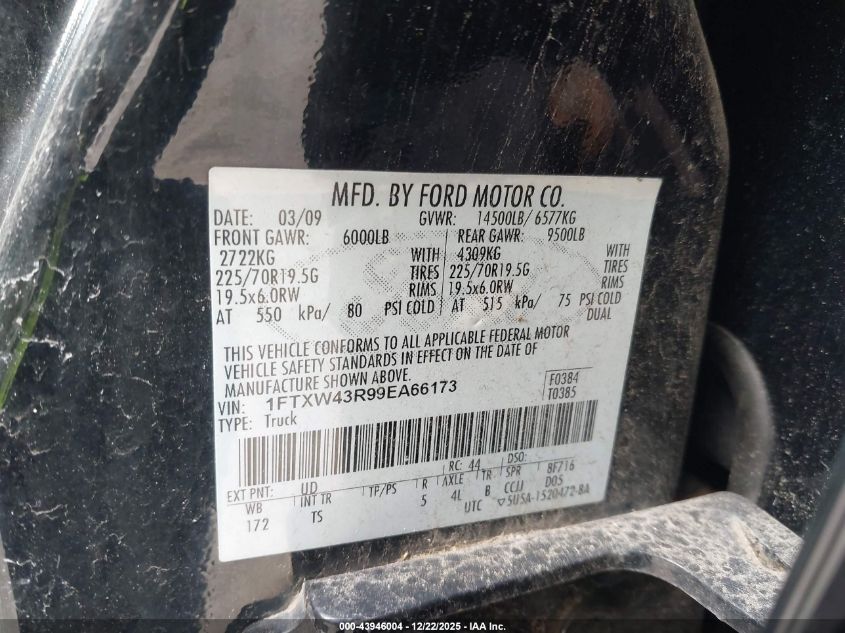 MFD. BY FORD MOTOR CO.
DATE: 03/09 GVWR: 14500LB/ 6577KG
FRONT GAWR: 6000LB REAR GAWR: 9500LB
2722KG WITH 4309KG WITH
225/70R19.5G TIRES 225/70R19.5G TIRES
19.5x6.0RW RIMS 19.5x6.0RW RIMS
AT 550 kPa/ 80 PSI COLD AT 515 kPa/ 75 PSI COLD
DUAL
THIS VEHICLE CONFORMS TO ALL APPLICABLE FEDERAL MOTOR
VEHICLE SAFETY STANDARDS IN EFFECT ON THE DATE OF
MANUFACTURE SHOWN ABOVE.
VIN: 1FTXW43R99EA66173 F0384
TYPE: Truck T0385
EXT PNT: UD RC: 44 DSO:
WB INT TR TP/PS R AXLE TR SPR 8F716
172 TS 5 4L B CCJJ D05
UTC ▽5U5A-1520472-BA
000-43946004 - 12/22/2025 - IAA Inc.